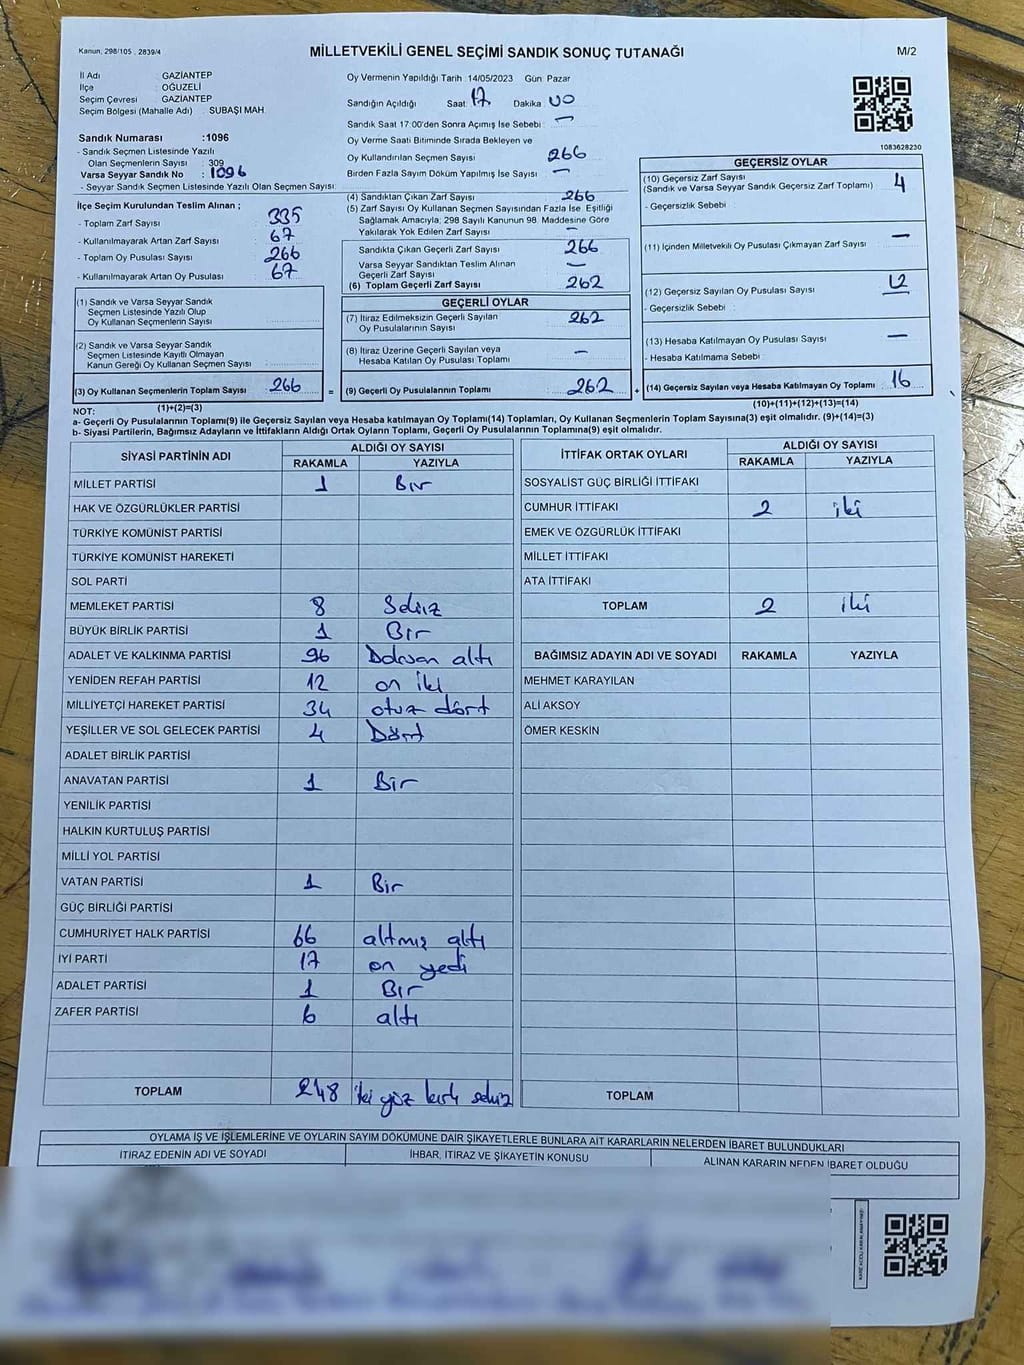 Kanun, 298/105 , 2839/4
MİLLETVEKİLİ GENEL SEÇİMİ SANDIK SONUÇ TUTANAĞI
M/2
İl Adı : GAZİANTEP
İlçe : OĞUZELİ
Seçim Çevresi : GAZİANTEP
Seçim Bölgesi (Mahalle Adı) : SUBAŞI MAH.
Sandık Numarası :1096
- Sandık Seçmen Listesinde Yazılı
Olan Seçmenlerin Sayısı : 309
Varsa Seyyar Sandık No : 1096
- Seyyar Sandık Seçmen Listesinde Yazılı Olan Seçmen Sayısı:
İlçe Seçim Kurulundan Teslim Alınan ;
- Toplam Zarf Sayısı : 335
- Kullanılmayarak Artan Zarf Sayısı : 67
- Toplam Oy Pusulası Sayısı : 266
- Kullanılmayarak Artan Oy Pusulası : 67
(1) Sandık ve Varsa Seyyar Sandık
Seçmen Listesinde Yazılı Olup
Oy Kullanan Seçmenlerin Sayısı :
(2) Sandık ve Varsa Seyyar Sandık
Seçmen Listesinde Kayıtlı Olmayan
Kanun Gereği Oy Kullanan Seçmen Sayısı :
(3) Oy Kullanan Seçmenlerin Toplam Sayısı : 266 =
(1)+(2)=(3)
Oy Vermenin Yapıldığı Tarih :14/05/2023 Gün: Pazar
Sandığın Açıldığı Saat: 17 Dakika: 00
Sandık Saat 17:00'den Sonra Açımış İse Sebebi : —
Oy Verme Saati Bitiminde Sırada Bekleyen ve
Oy Kullandırılan Seçmen Sayısı : 266
Birden Fazla Sayım Döküm Yapılmış İse Sayısı : —
(4) Sandıktan Çıkan Zarf Sayısı : 266
(5) Zarf Sayısı Oy Kullanan Seçmen Sayısından Fazla İse, Eşitliği
Sağlamak Amacıyla; 298 Sayılı Kanunun 98. Maddesine Göre
Yakılarak Yok Edilen Zarf Sayısı : —
Sandıkta Çıkan Geçerli Zarf Sayısı : 266
Varsa Seyyar Sandıktan Teslim Alınan
Geçerli Zarf Sayısı : —
(6) Toplam Geçerli Zarf Sayısı : 262
GEÇERLİ OYLAR
(7) İtiraz Edilmeksizin Geçerli Sayılan
Oy Pusulalarının Sayısı : 262
(8) İtiraz Üzerine Geçerli Sayılan veya
Hesaba Katılan Oy Pusulası Toplamı : —
(9) Geçerli Oy Pusulalarının Toplamı : 262 +
1083628230
GEÇERSİZ OYLAR
(10) Geçersiz Zarf Sayısı
(Sandık ve Varsa Seyyar Sandık Geçersiz Zarf Toplamı) : 4
- Geçersizlik Sebebi :
(11) İçinden Milletvekili Oy Pusulası Çıkmayan Zarf Sayısı : —
(12) Geçersiz Sayılan Oy Pusulası Sayısı : 12
- Geçersizlik Sebebi :
(13) Hesaba Katılmayan Oy Pusulası Sayısı : —
- Hesaba Katılmama Sebebi :
(14) Geçersiz Sayılan veya Hesaba Katılmayan Oy Toplamı : 16
(10)+(11)+(12)+(13)=(14)
NOT:
a- Geçerli Oy Pusulalarının Toplamı(9) ile Geçersiz Sayılan veya Hesaba katılmayan Oy Toplamı(14) Toplamları, Oy Kullanan Seçmenlerin Toplam Sayısına(3) eşit olmalıdır. (9)+(14)=(3)
b- Siyasi Partilerin, Bağımsız Adayların ve İttifakların Aldığı Ortak Oyların Toplamı, Geçerli Oy Pusulalarının Toplamına(9) eşit olmalıdır.
SİYASİ PARTİNİN ADI ALDIĞI OY SAYISI
RAKAMLA YAZIYLA
MİLLET PARTİSİ 1 Bir
HAK VE ÖZGÜRLÜKLER PARTİSİ
TÜRKİYE KOMÜNİST PARTİSİ
TÜRKİYE KOMÜNİST HAREKETİ
SOL PARTİ
MEMLEKET PARTİSİ 8 Sekiz
BÜYÜK BİRLİK PARTİSİ 1 Bir
ADALET VE KALKINMA PARTİSİ 96 Doksan altı
YENİDEN REFAH PARTİSİ 12 on iki
MİLLİYETÇİ HAREKET PARTİSİ 34 otuz dört
YEŞİLLER VE SOL GELECEK PARTİSİ 4 Dört
ADALET BİRLİK PARTİSİ
ANAVATAN PARTİSİ 1 Bir
YENİLİK PARTİSİ
HALKIN KURTULUŞ PARTİSİ
MİLLİ YOL PARTİSİ
VATAN PARTİSİ 1 Bir
GÜÇ BİRLİĞİ PARTİSİ
CUMHURİYET HALK PARTİSİ 66 altmış altı
İYİ PARTİ 17 on yedi
ADALET PARTİSİ 1 Bir
ZAFER PARTİSİ 6 altı
TOPLAM 248 iki yüz kırk sekiz
İTTİFAK ORTAK OYLARI ALDIĞI OY SAYISI
RAKAMLA YAZIYLA
SOSYALİST GÜÇ BİRLİĞİ İTTİFAKI
CUMHUR İTTİFAKI 2 iki
EMEK VE ÖZGÜRLÜK İTTİFAKI
MİLLET İTTİFAKI
ATA İTTİFAKI
TOPLAM 2 iki
BAĞIMSIZ ADAYIN ADI VE SOYADI RAKAMLA YAZIYLA
MEHMET KARAYILAN
ALİ AKSOY
ÖMER KESKİN
TOPLAM
OYLAMA İŞ VE İŞLEMLERİNE VE OYLARIN SAYIM DÖKÜMÜNE DAİR ŞİKAYETLERLE BUNLARA AİT KARARLARIN NELERDEN İBARET BULUNDUKLARI
İTİRAZ EDENİN ADI VE SOYADI İHBAR, İTİRAZ VE ŞİKAYETİN KONUSU ALINAN KARARIN NEDEN İBARET OLDUĞU